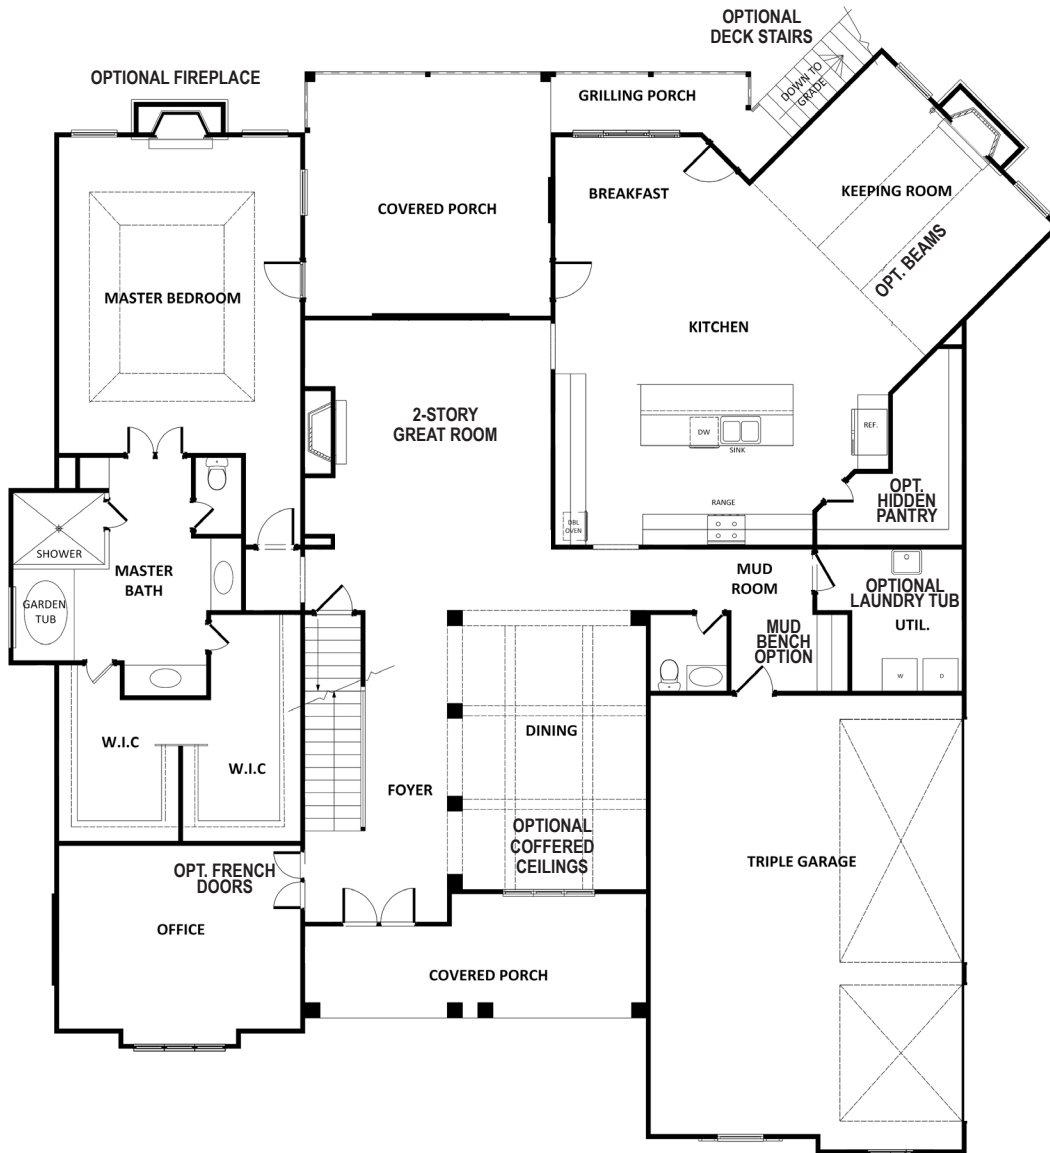 OPTIONAL
DECK STAIRS
OPTIONAL FIREPLACE
DOWN TO
GRADE
GRILLING PORCH
BREAKFAST
KEEPING ROOM
COVERED PORCH
OPT. BEAMS
MASTER BEDROOM
KITCHEN
2-STORY
GREAT ROOM
DW
SINK
REF.
OPT.
HIDDEN
PANTRY
RANGE
DBL
OVEN
SHOWER
MASTER
BATH
GARDEN
TUB
MUD
ROOM
OPTIONAL
LAUNDRY TUB
UTIL.
MUD
BENCH
OPTION
W
D
W.I.C
W.I.C
DINING
FOYER
OPTIONAL
COFFERED
CEILINGS
TRIPLE GARAGE
OPT. FRENCH
DOORS
OFFICE
COVERED PORCH